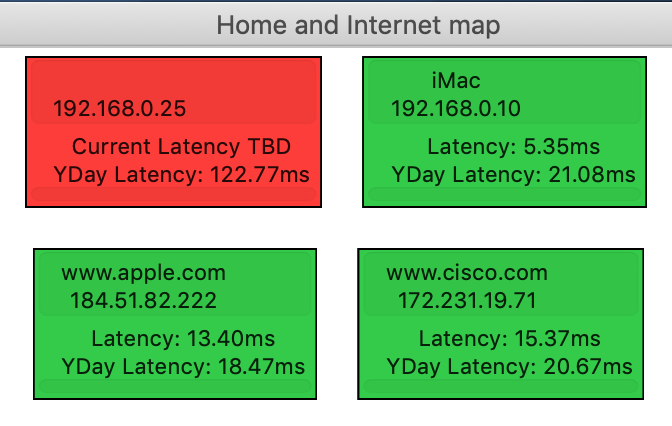 Home and Internet map
192.168.0.25
Current Latency TBD
YDay Latency: 122.77ms
iMac
192.168.0.10
Latency: 5.35ms
YDay Latency: 21.08ms
www.apple.com
184.51.82.222
Latency: 13.40ms
YDay Latency: 18.47ms
www.cisco.com
172.231.19.71
Latency: 15.37ms
YDay Latency: 20.67ms